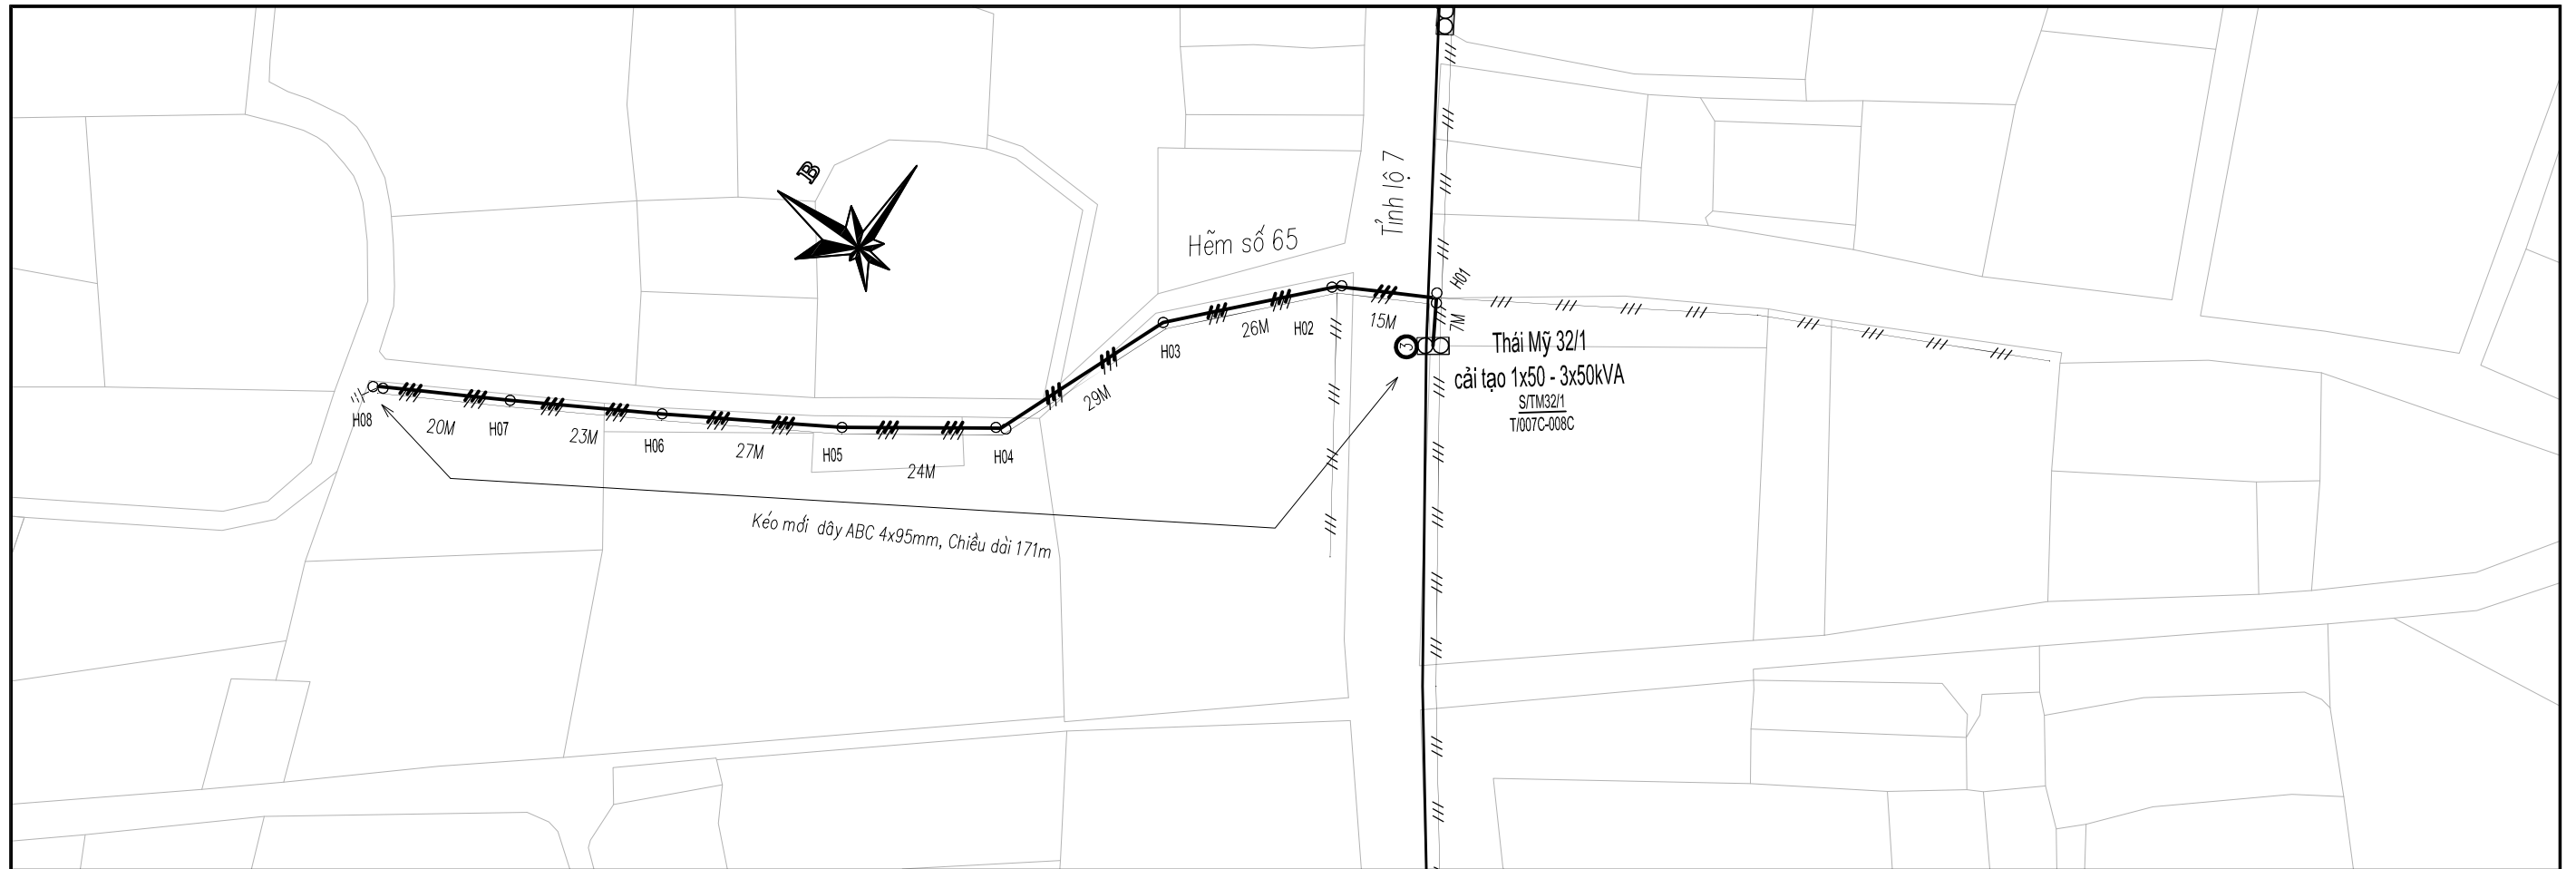 B
Tỉnh lộ 7
Hẽm số 65
H01
7M
15M
H02
26M
H03
29M
3
Thái Mỹ 32/1
cải tạo 1x50 - 3x50kVA
S/TM32/1
T/007C-008C
H08
20M
H07
23M
H06
27M
H05
24M
H04
Kéo mới dây ABC 4x95mm, Chiều dài 171m